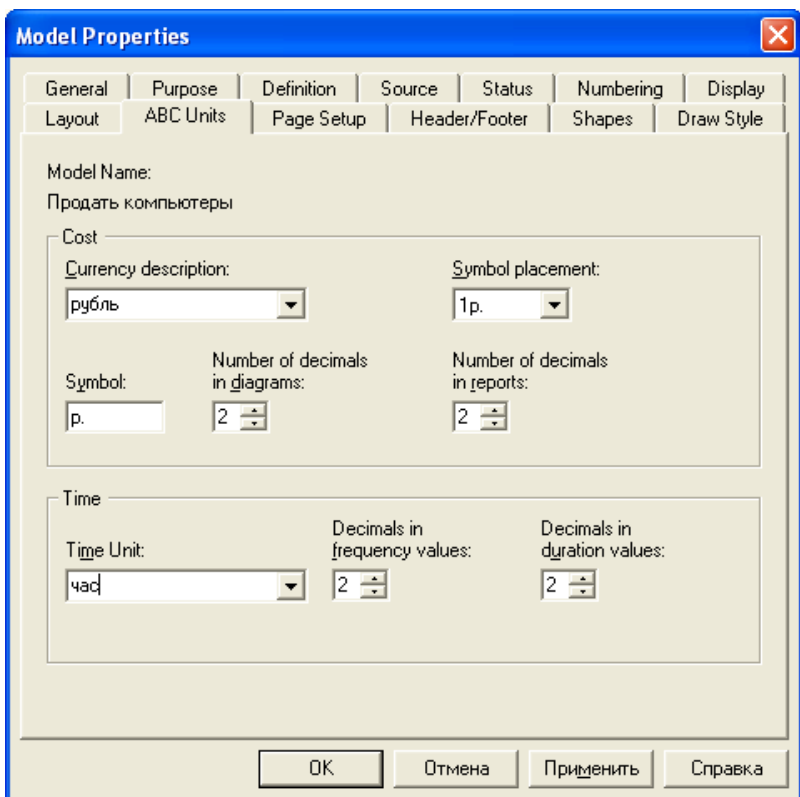 Model Properties
General Purpose Definition Source Status Numbering Display
Layout ABC Units Page Setup Header/Footer Shapes Draw Style
Model Name:
Продать компьютеры
Cost
Currency description: Symbol placement:
рубль 1р.
Symbol: Number of decimals in diagrams: Number of decimals in reports:
р. 2 2
Time
Time Unit: Decimals in frequency values: Decimals in duration values:
час 2 2
OK Отмена Применить Справка